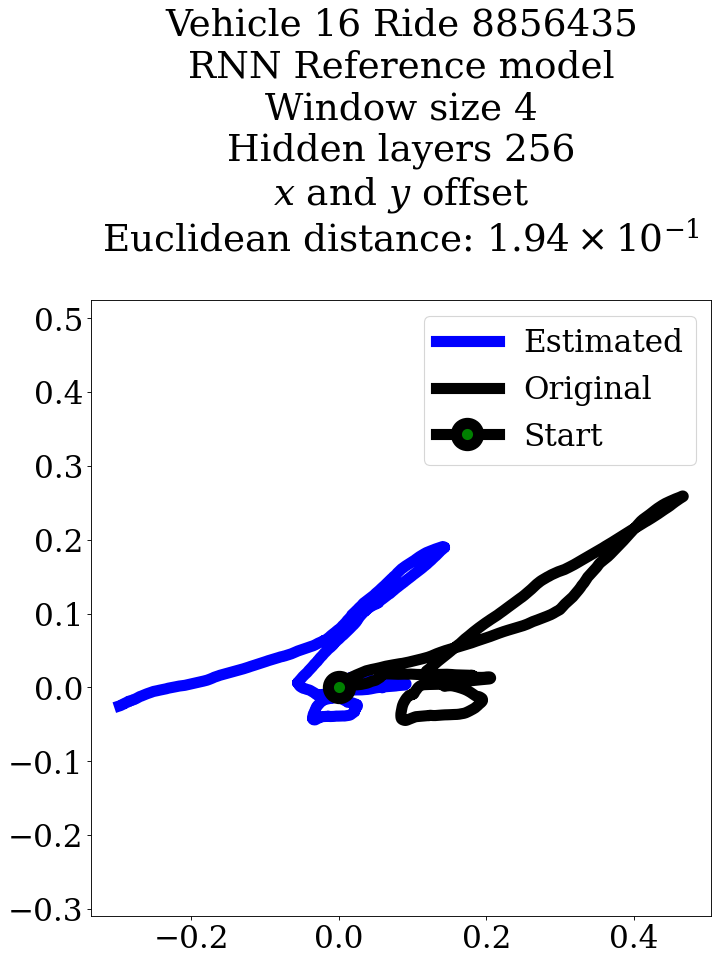 Vehicle 16 Ride 8856435
RNN Reference model
Window size 4
Hidden layers 256
x and y offset
Euclidean distance: 1.94 × 10⁻¹
Estimated
Original
Start
0.5
0.4
0.3
0.2
0.1
0.0
−0.1
−0.2
−0.3
−0.2 0.0 0.2 0.4